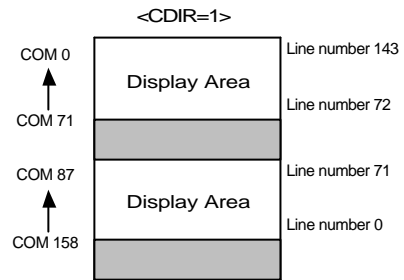 <CDIR=1>
COM 0
Line number 143
Display Area
COM 71
Line number 72
COM 87
Line number 71
Display Area
COM 158
Line number 0